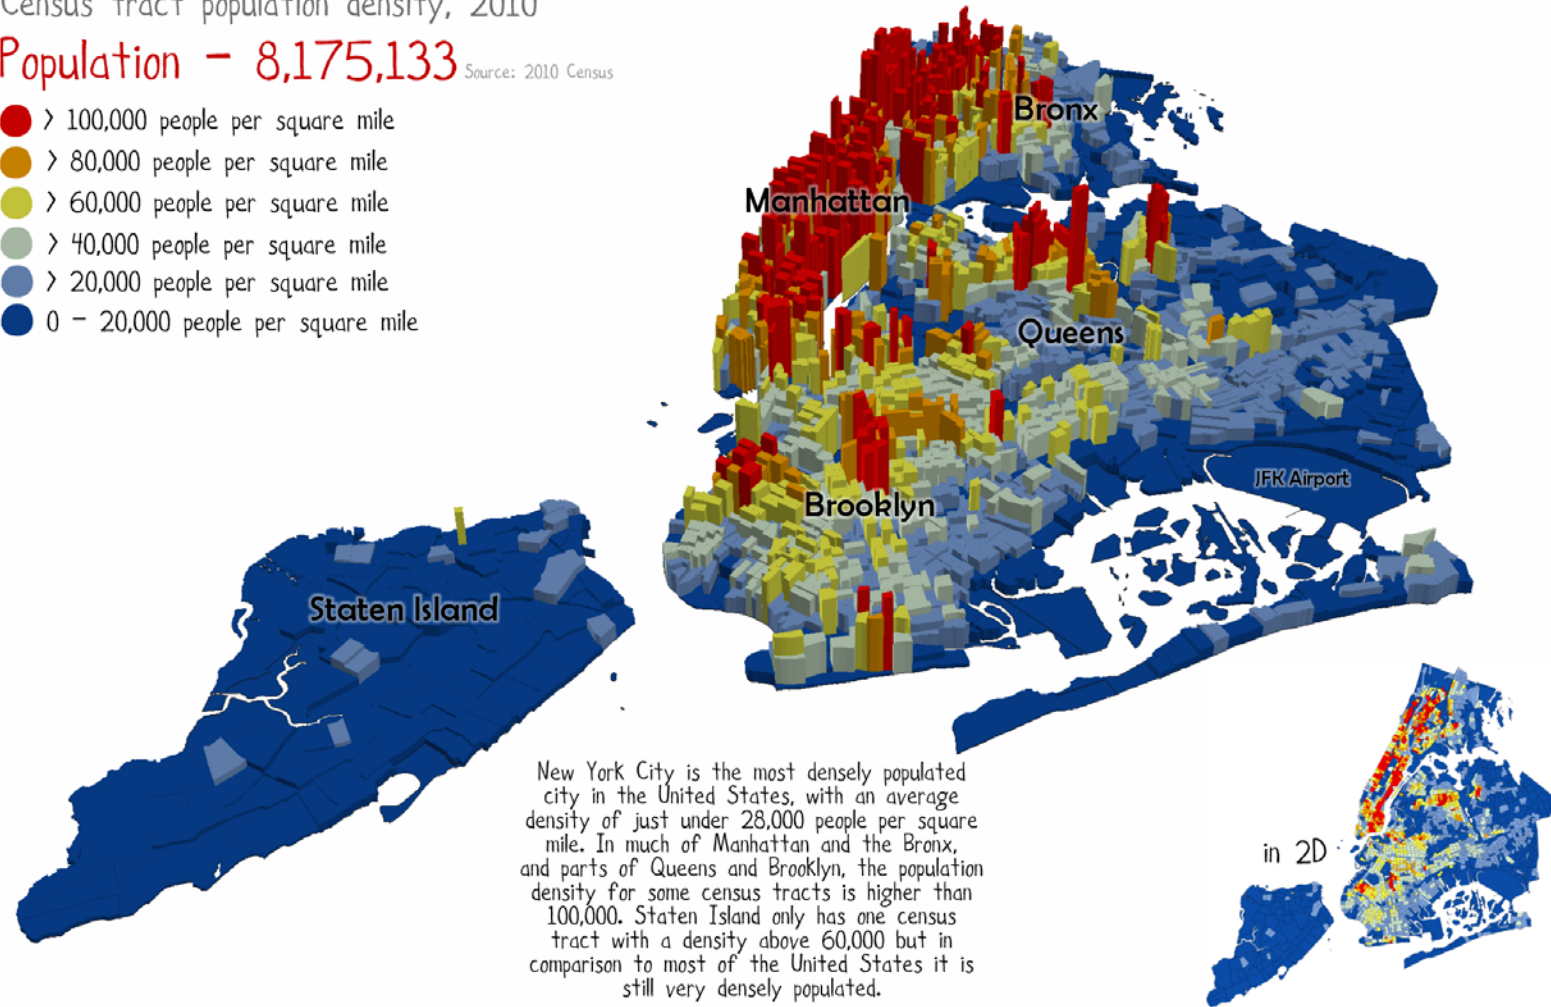 Census tract population density, 2010
Population - 8,175,133 Source: 2010 Census
> 100,000 people per square mile
> 80,000 people per square mile
> 60,000 people per square mile
> 40,000 people per square mile
> 20,000 people per square mile
0 - 20,000 people per square mile
Bronx
Manhattan
Queens
JFK Airport
Brooklyn
Staten Island
New York City is the most densely populated
city in the United States, with an average
density of just under 28,000 people per square
mile. In much of Manhattan and the Bronx,
and parts of Queens and Brooklyn, the population
density for some census tracts is higher than
100,000. Staten Island only has one census
tract with a density above 60,000 but in
comparison to most of the United States it is
still very densely populated.
in 2D